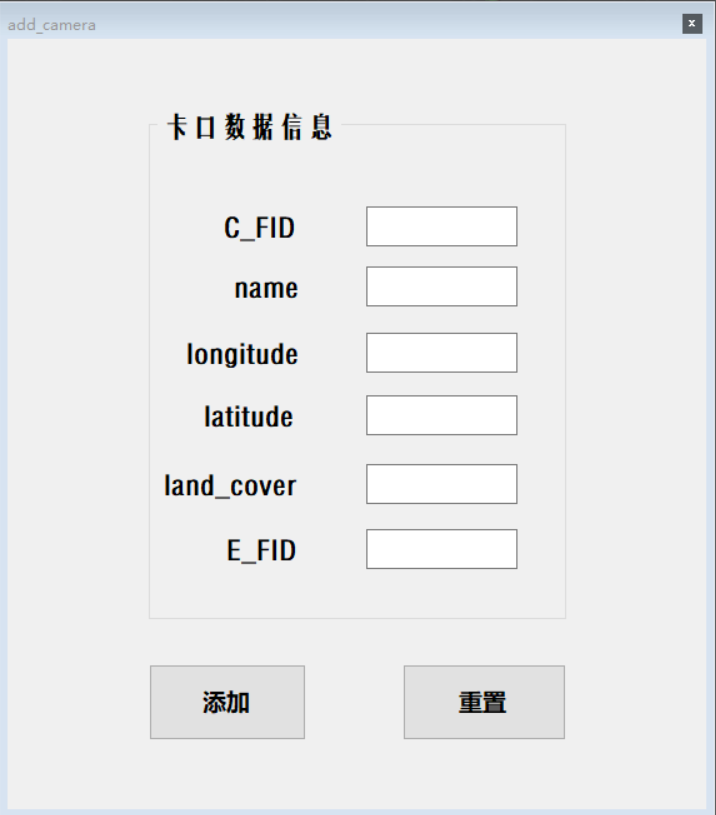 add_camera
卡口数据信息
C_FID
name
longitude
latitude
land_cover
E_FID
添加 重置